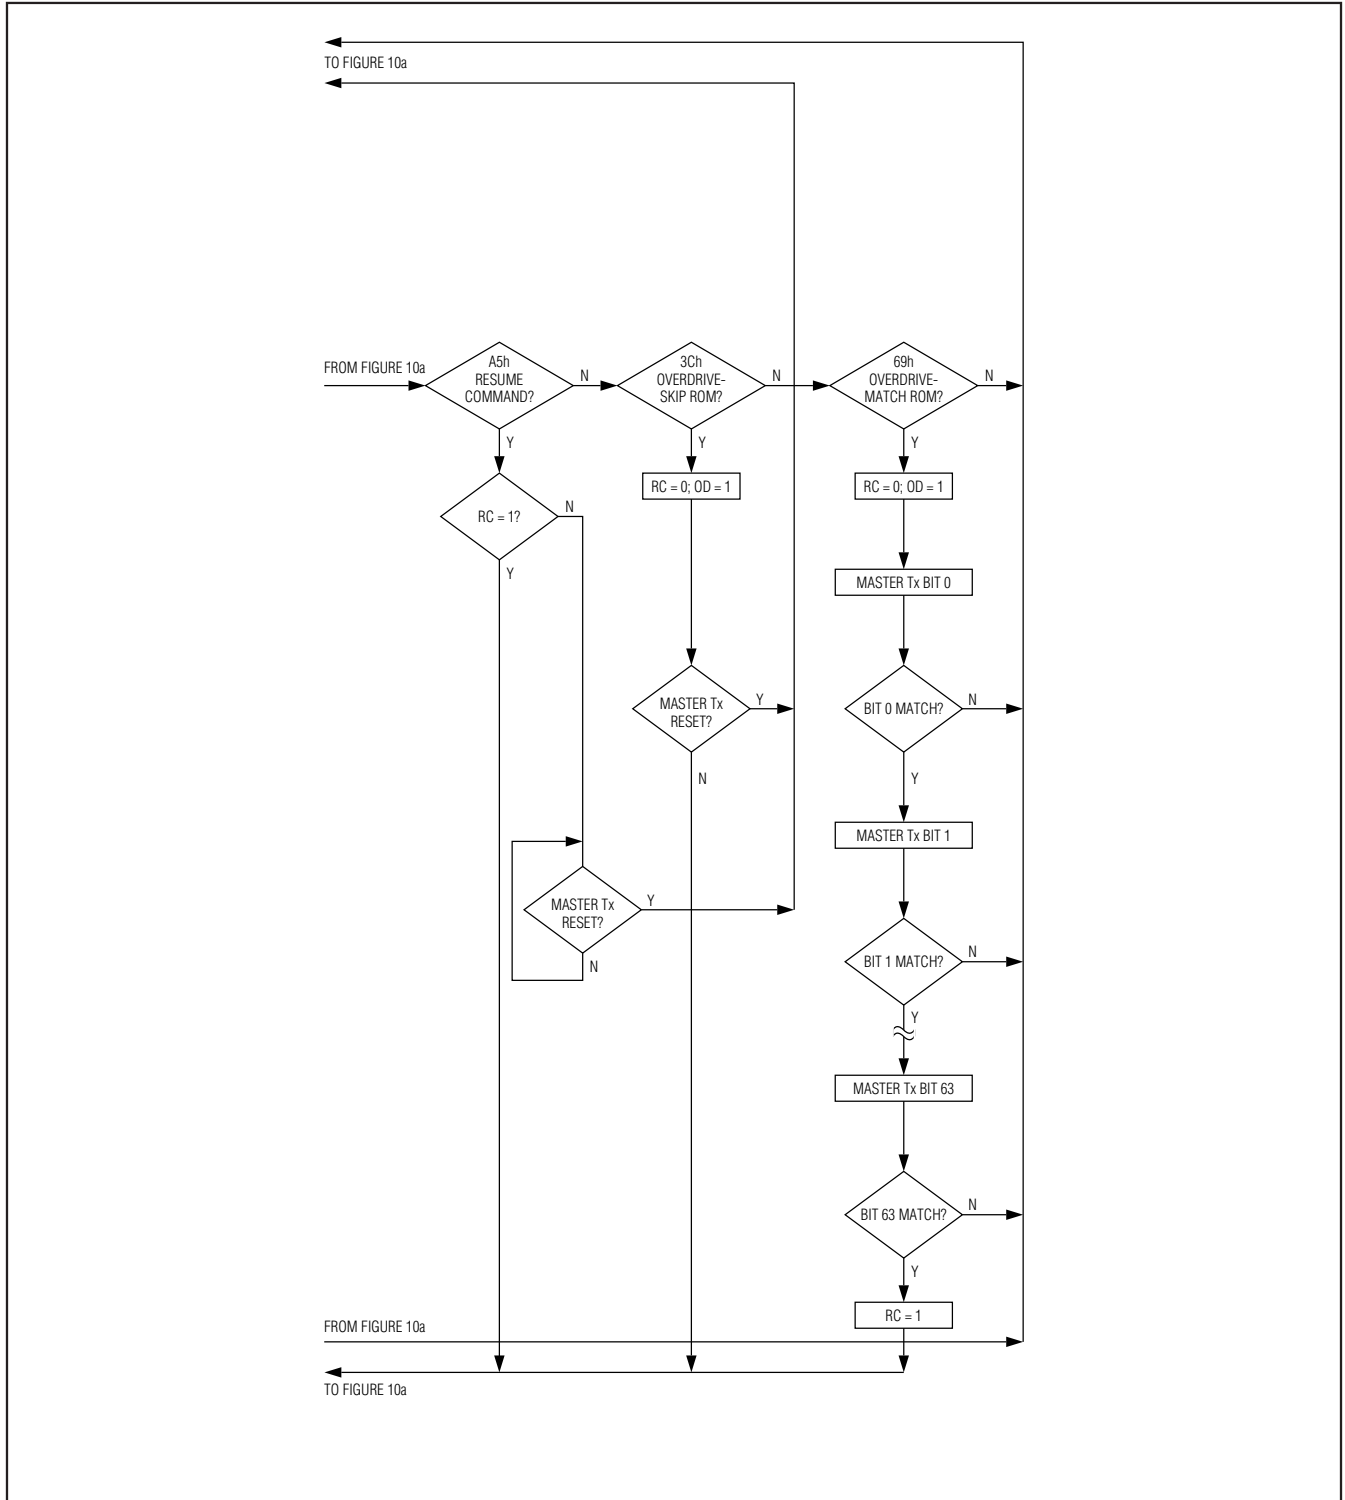 TO FIGURE 10a
FROM FIGURE 10a
A5h
RESUME
COMMAND?
N
3Ch
OVERDRIVE-
SKIP ROM?
N
69h
OVERDRIVE-
MATCH ROM?
N
Y
Y
Y
RC = 1?
N
Y
RC = 0; OD = 1
RC = 0; OD = 1
MASTER Tx BIT 0
MASTER Tx
RESET?
Y
N
BIT 0 MATCH?
N
Y
MASTER Tx BIT 1
MASTER Tx
RESET?
Y
N
BIT 1 MATCH?
N
Y
MASTER Tx BIT 63
BIT 63 MATCH?
N
Y
RC = 1
FROM FIGURE 10a
TO FIGURE 10a